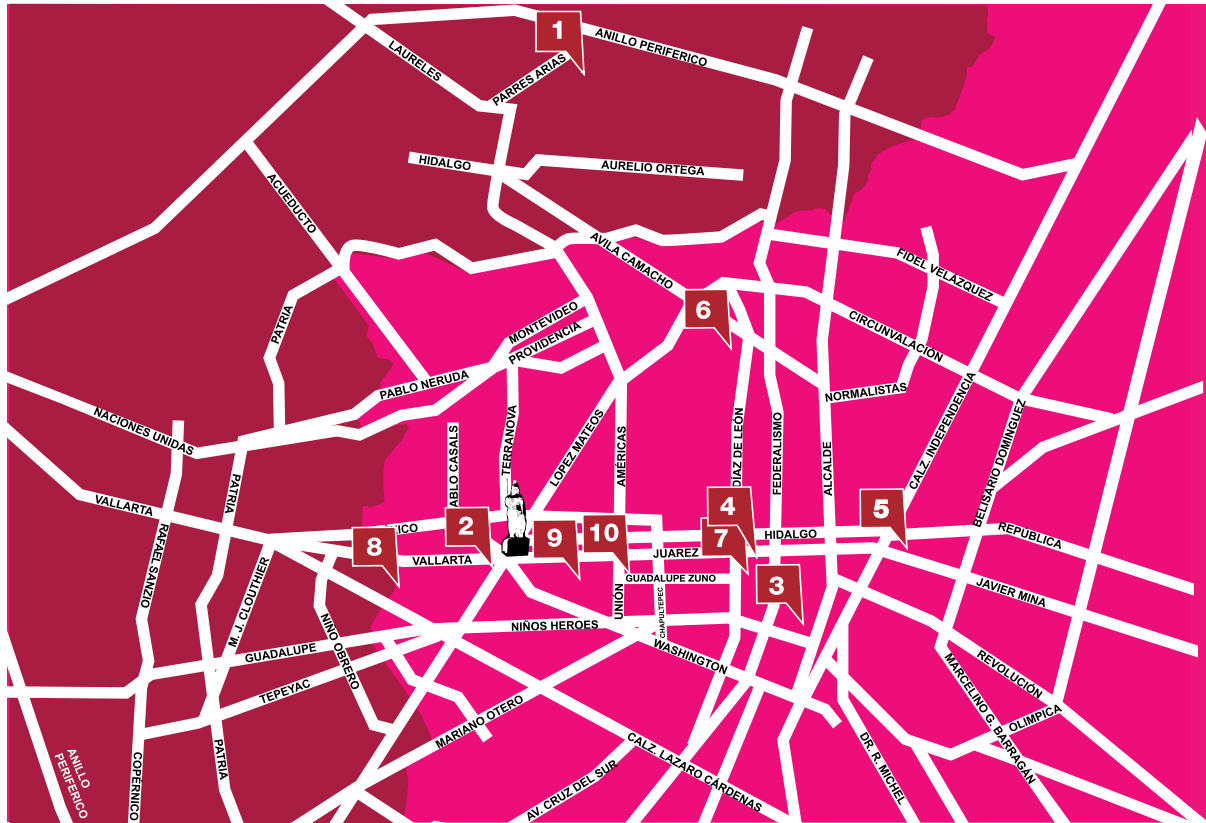 1
ANILLO PERIFERICO
LAURELES
PARRES ARIAS
HIDALGO
AURELIO ORTEGA
ACUEDUCTO
AVILA CAMACHO
FIDEL VELAZQUEZ
PATRIA
6
MONTEVIDEO
PROVIDENCIA
CIRCUNVALACION
PABLO NERUDA
NORMALISTAS
NACIONES UNIDAS
TERRANOVA
LOPEZ MATEOS
AMÉRICAS
DIAZ DE LEÓN
FEDERALISMO
ALCALDE
CALZ. INDEPENDENCIA
BELISARIO DOMINGUEZ
ABLO CASALS
PATRIA
VALLARTA
RAFAEL SANZIO
ICO
2
8
VALLARTA
9
10
4
7
JUAREZ
HIDALGO
5
REPÚBLICA
GUADALUPE ZUNO
3
JAVIER MINA
M. J. CLOUTHIER
NIÑO OBRERO
UNIÓN
CHAPULTEPEC
NIÑOS HEROES
GUADALUPE
WASHINGTON
TEPEYAC
REVOLUCIÓN
MARCELINO G. BARRAGÁN
OLIMPICA
MARIANO OTERO
CALZ. LAZARO CÁRDENAS
DR. R. MICHEL
AV. CRUZ DEL SUR
ANILLO
PERIFERICO
COPÉRNICO
PATRIA